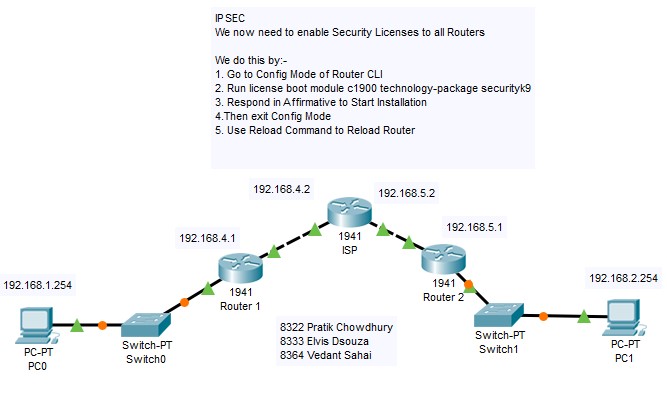 IPSEC
We now need to enable Security Licenses to all Routers
We do this by:-
1. Go to Config Mode of Router CLI
2. Run license boot module c1900 technology-package securityk9
3. Respond in Affirmative to Start Installation
4.Then exit Config Mode
5. Use Reload Command to Reload Router
192.168.4.2
192.168.5.2
192.168.4.1
1941
ISP
192.168.5.1
192.168.1.254
1941
Router 1
1941
Router 2
192.168.2.254
PC-PT
PC0
Switch-PT
Switch0
8322 Pratik Chowdhury
8333 Elvis Dsouza
8364 Vedant Sahai
Switch-PT
Switch1
PC-PT
PC1